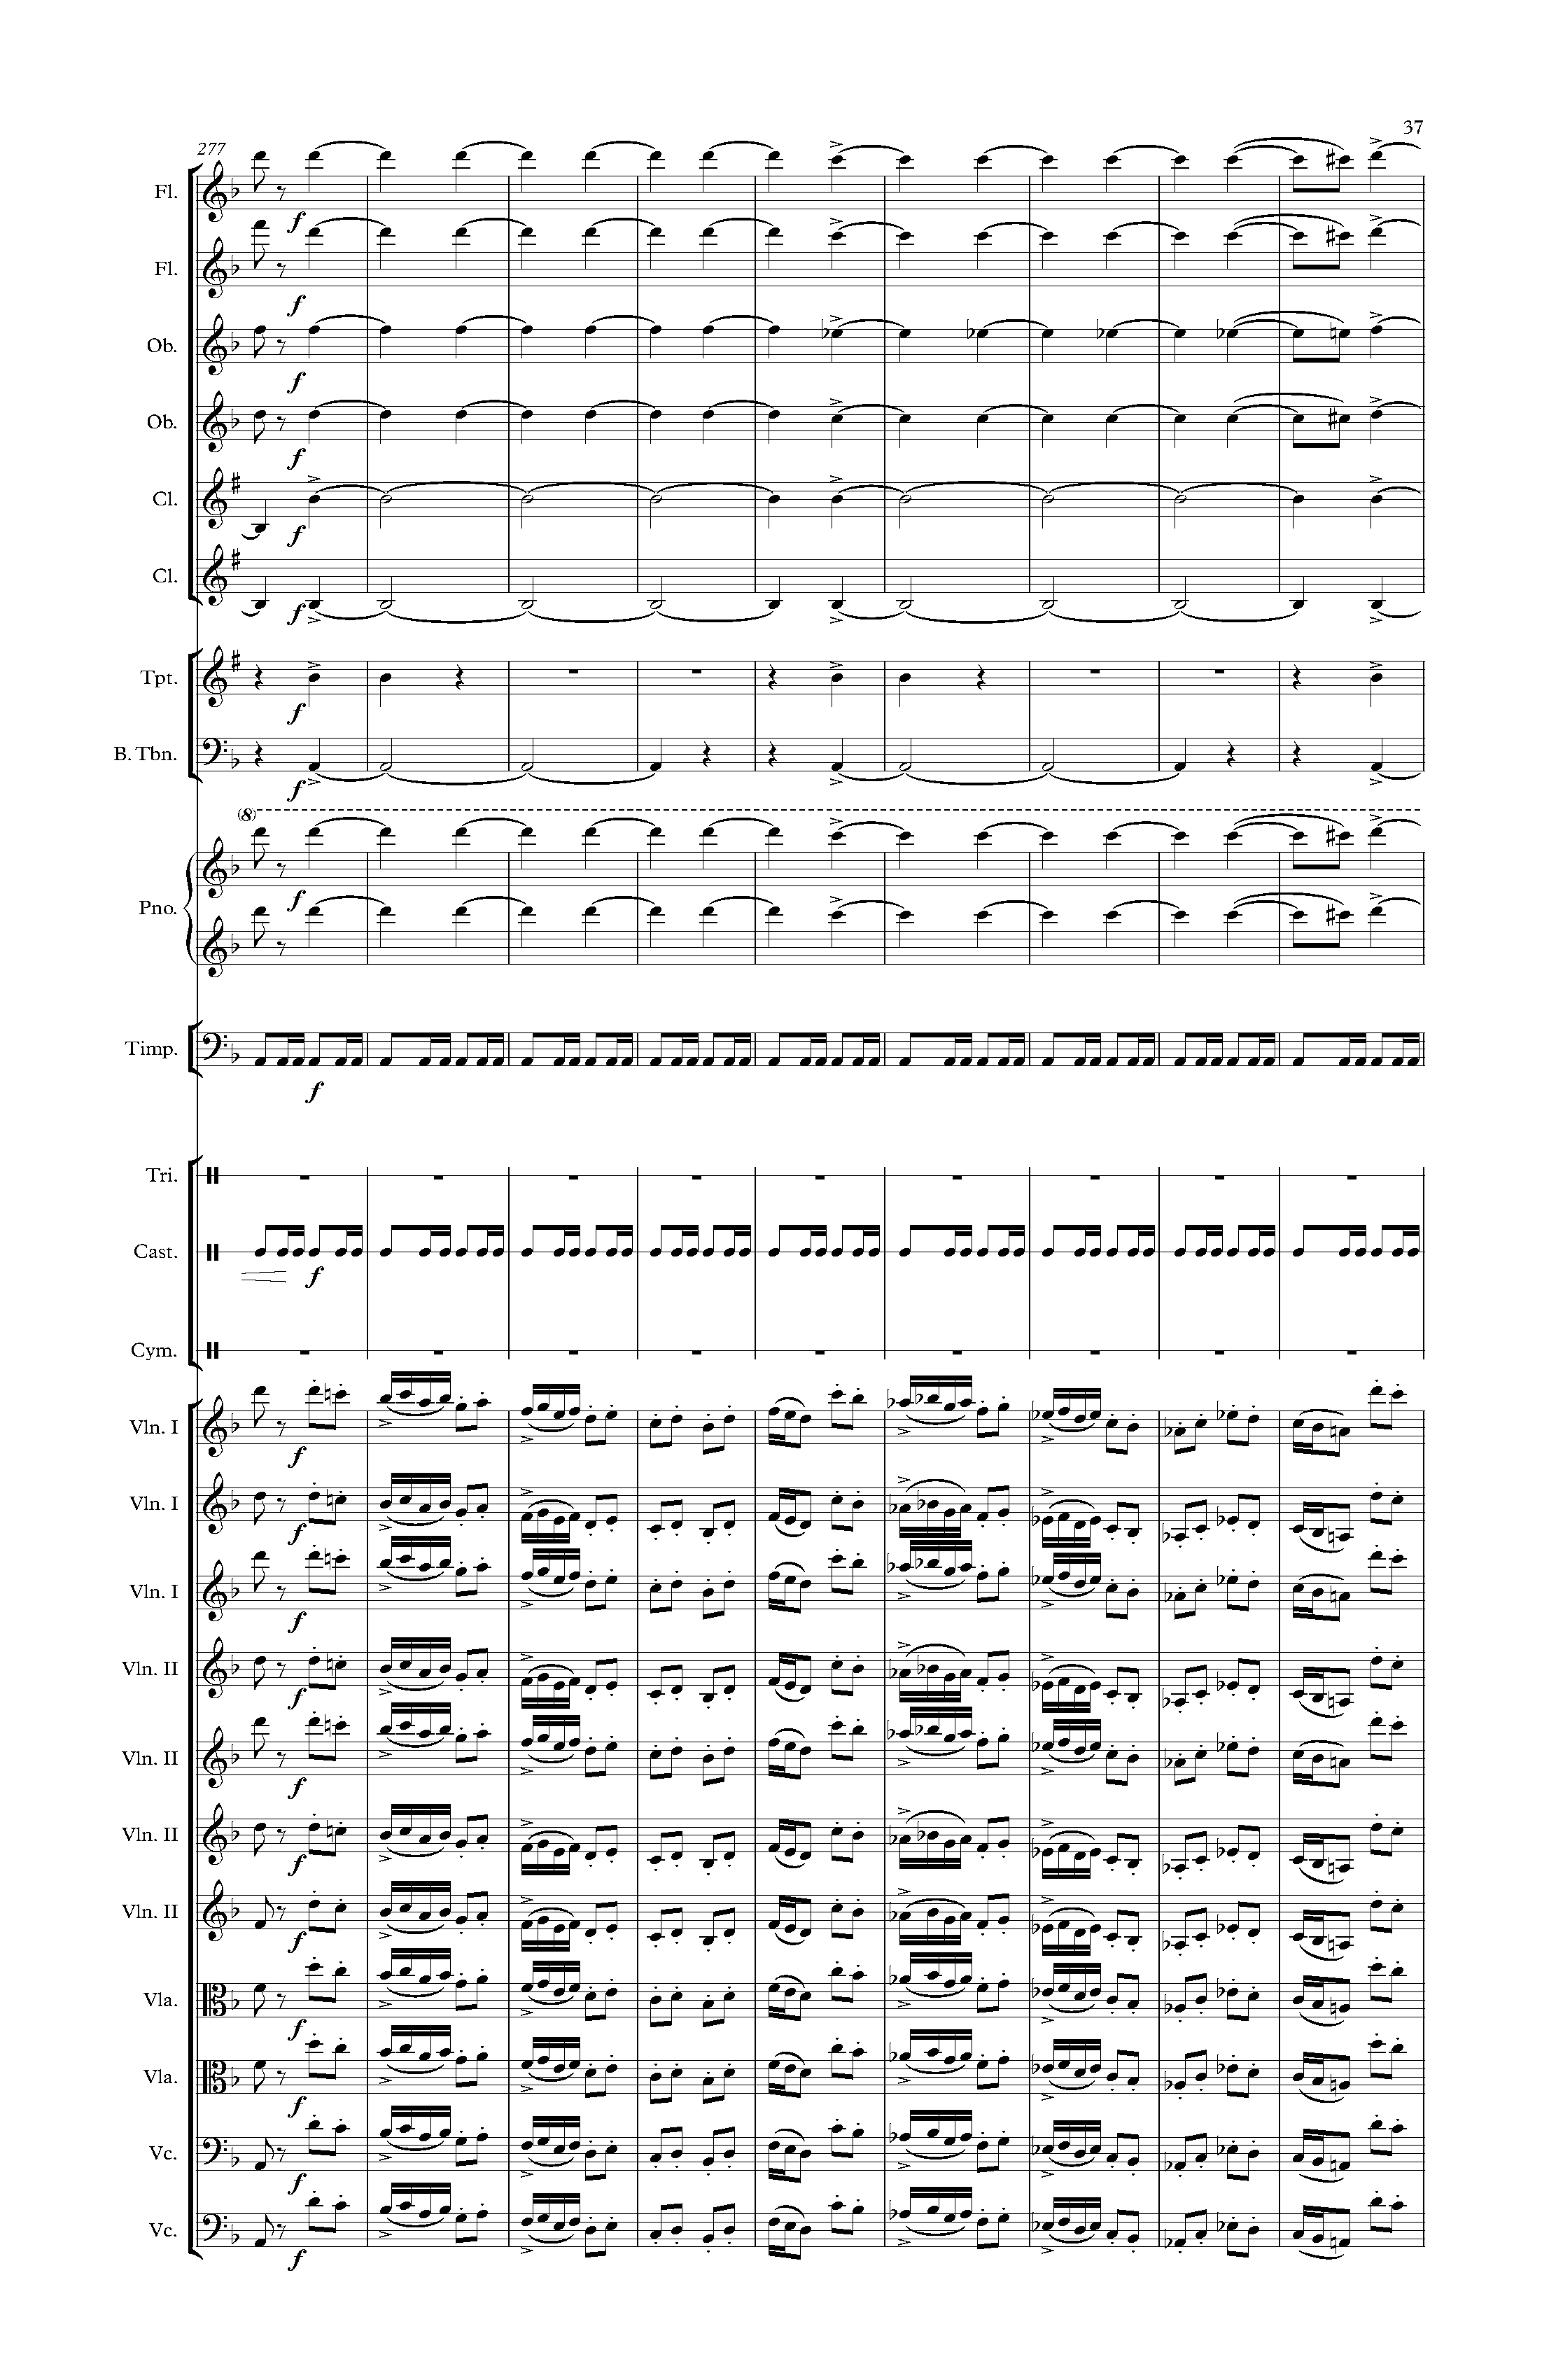 37
277
Fl.
f
Fl.
f
Ob.
f
Ob.
f
Cl.
f
Cl.
f
Tpt.
f
B. Tbn.
f
(8)
Pno.
f
Timp.
f
Tri.
Cast.
f
Cym.
Vln. I
f
Vln. I
f
Vln. I
f
Vln. II
f
Vln. II
f
Vln. II
f
Vln. II
f
Vla.
f
Vla.
f
Vc.
f
Vc.
f